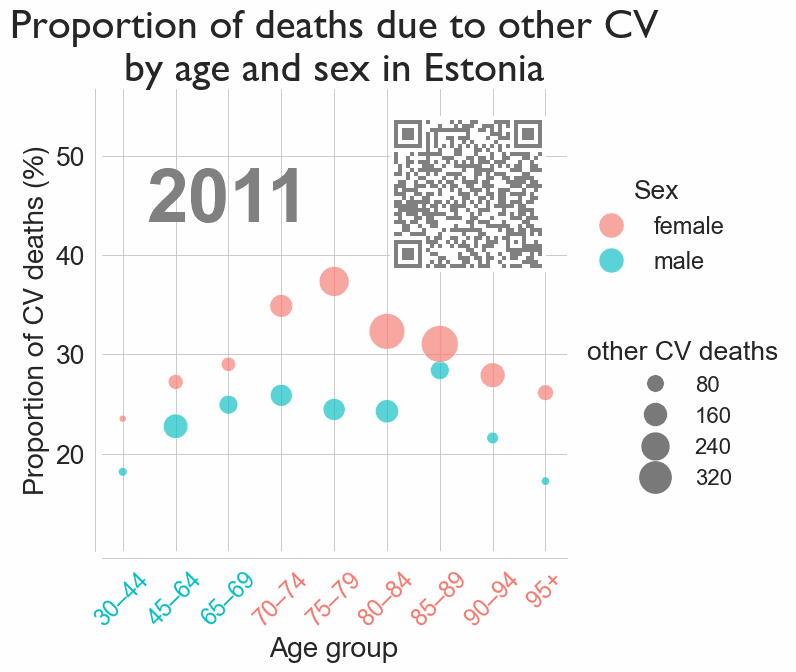 Proportion of deaths due to other CV
by age and sex in Estonia
Proportion of CV deaths (%)
50
40
30
20
2011
Sex
female
male
other CV deaths
80
160
240
320
30–44
45–64
65–69
70–74
75–79
80–84
85–89
90–94
95+
Age group